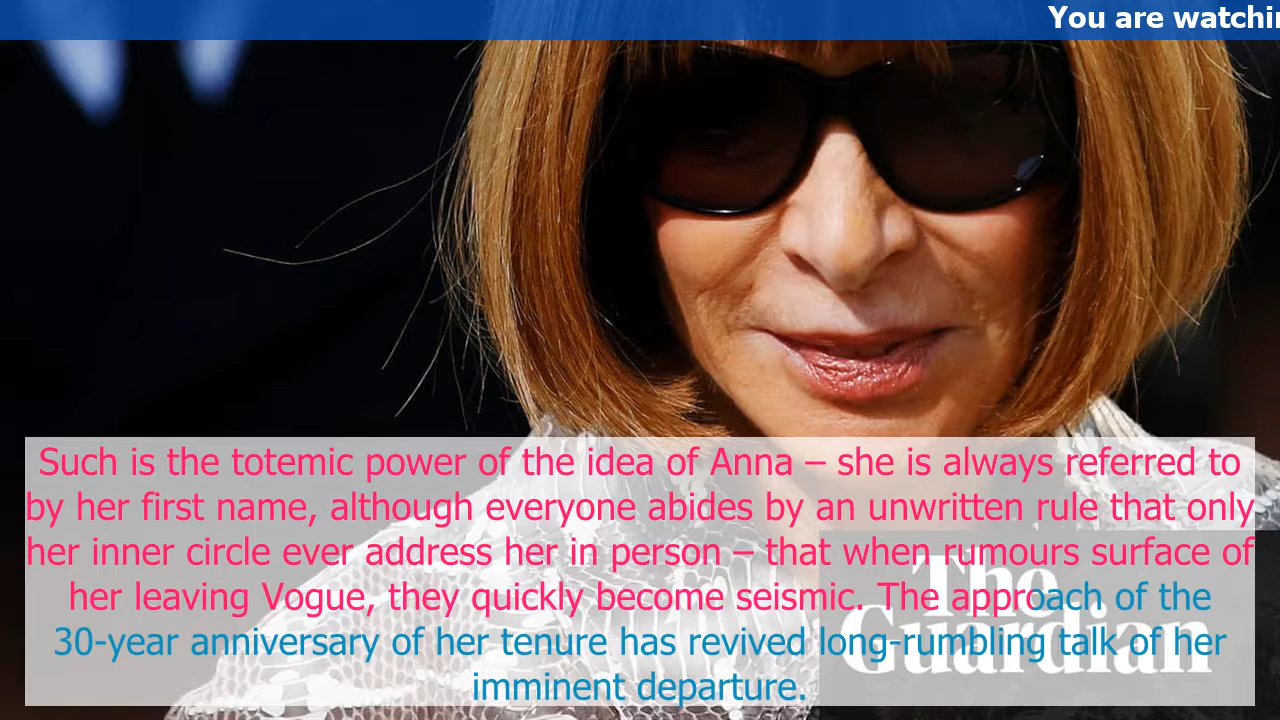 You are watchi
Such is the totemic power of the idea of Anna – she is always referred to
by her first name, although everyone abides by an unwritten rule that only
her inner circle ever address her in person – that when rumours surface of
her leaving Vogue, they quickly become seismic. The approach of the
30-year anniversary of her tenure has revived long-rumbling talk of her
imminent departure.
The
Guardian